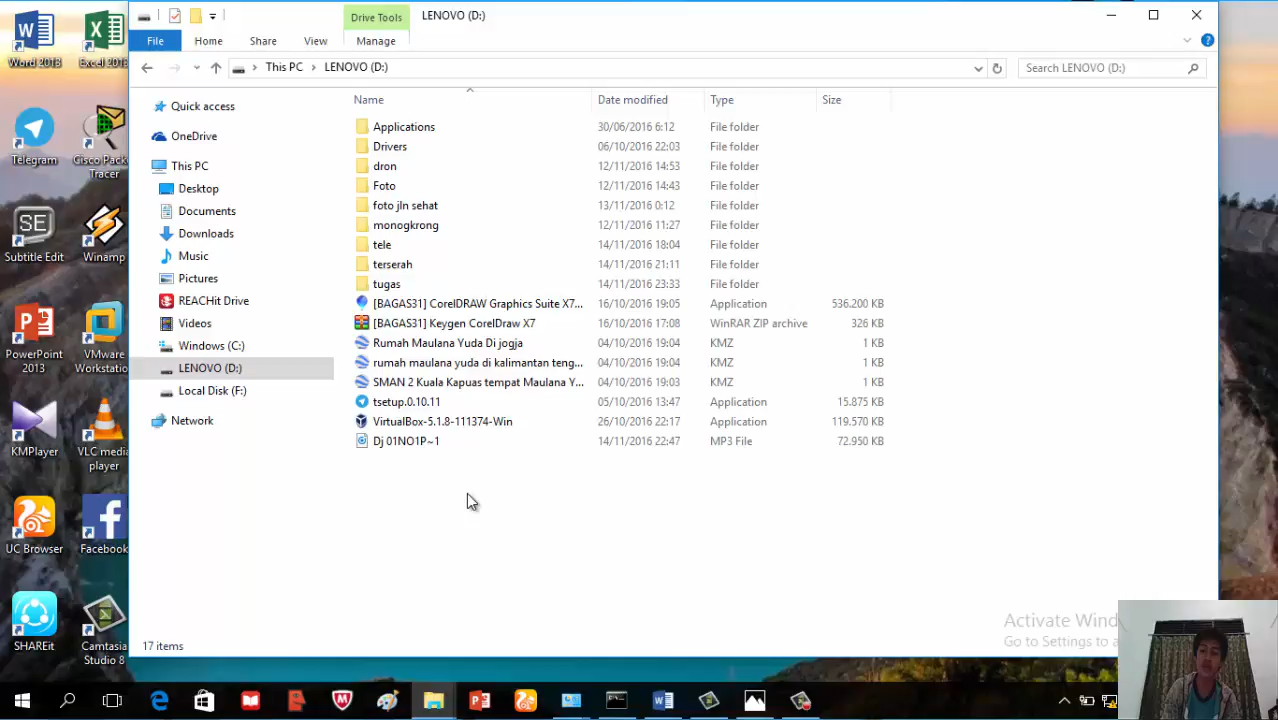 Drive Tools
LENOVO (D:)
File
Home
Share
View
Manage
This PC
LENOVO (D:)
Search LENOVO (D:)
Quick access
OneDrive
This PC
Desktop
Documents
Downloads
Music
Pictures
REACHit Drive
Videos
Windows (C:)
LENOVO (D:)
Local Disk (F:)
Network
Name Date modified Type Size
Applications 30/06/2016 6:12 File folder
Drivers 06/10/2016 22:03 File folder
dron 12/11/2016 14:53 File folder
Foto 12/11/2016 14:43 File folder
foto jln sehat 13/11/2016 0:12 File folder
monogkrong 12/11/2016 11:27 File folder
tele 14/11/2016 18:04 File folder
terserah 14/11/2016 21:11 File folder
tugas 14/11/2016 23:33 File folder
[BAGAS31] CorelDRAW Graphics Suite X7... 16/10/2016 19:05 Application 536.200 KB
[BAGAS31] Keygen CorelDraw X7 16/10/2016 17:08 WinRAR ZIP archive 326 KB
Rumah Maulana Yuda Di jogja 04/10/2016 19:04 KMZ 1 KB
rumah maulana yuda di kalimantan teng... 04/10/2016 19:04 KMZ 1 KB
SMAN 2 Kuala Kapuas tempat Maulana Y... 04/10/2016 19:03 KMZ 1 KB
tsetup.0.10.11 05/10/2016 13:47 Application 15.875 KB
VirtualBox-5.1.8-111374-Win 26/10/2016 22:17 Application 119.570 KB
Dj 01NO1P~1 14/11/2016 22:47 MP3 File 72.950 KB
17 items
Activate Wind
Go to Settings to a
Word 2013
Excel 2013
Telegram
Cisco Pack
Tracer
SE
Subtitle Edit
Winamp
PowerPoint
2013
VMware
Workstatio
KMPlayer
VLC media
player
UC Browser
Facebook
SHAREit
Camtasia
Studio 8